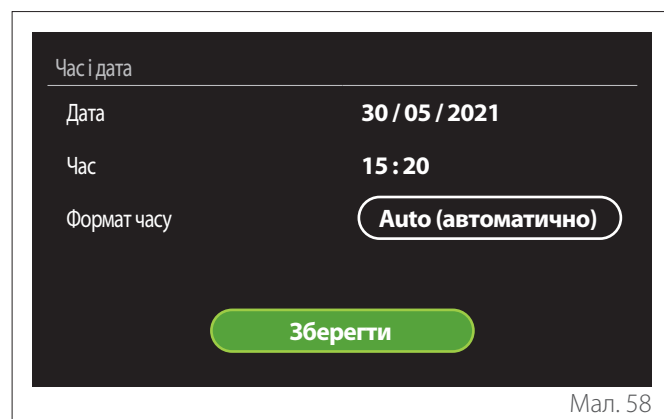 Час і дата
Дата 30 / 05 / 2021
Час 15 : 20
Формат часу Auto (автоматично)
Зберегти
Мал. 58